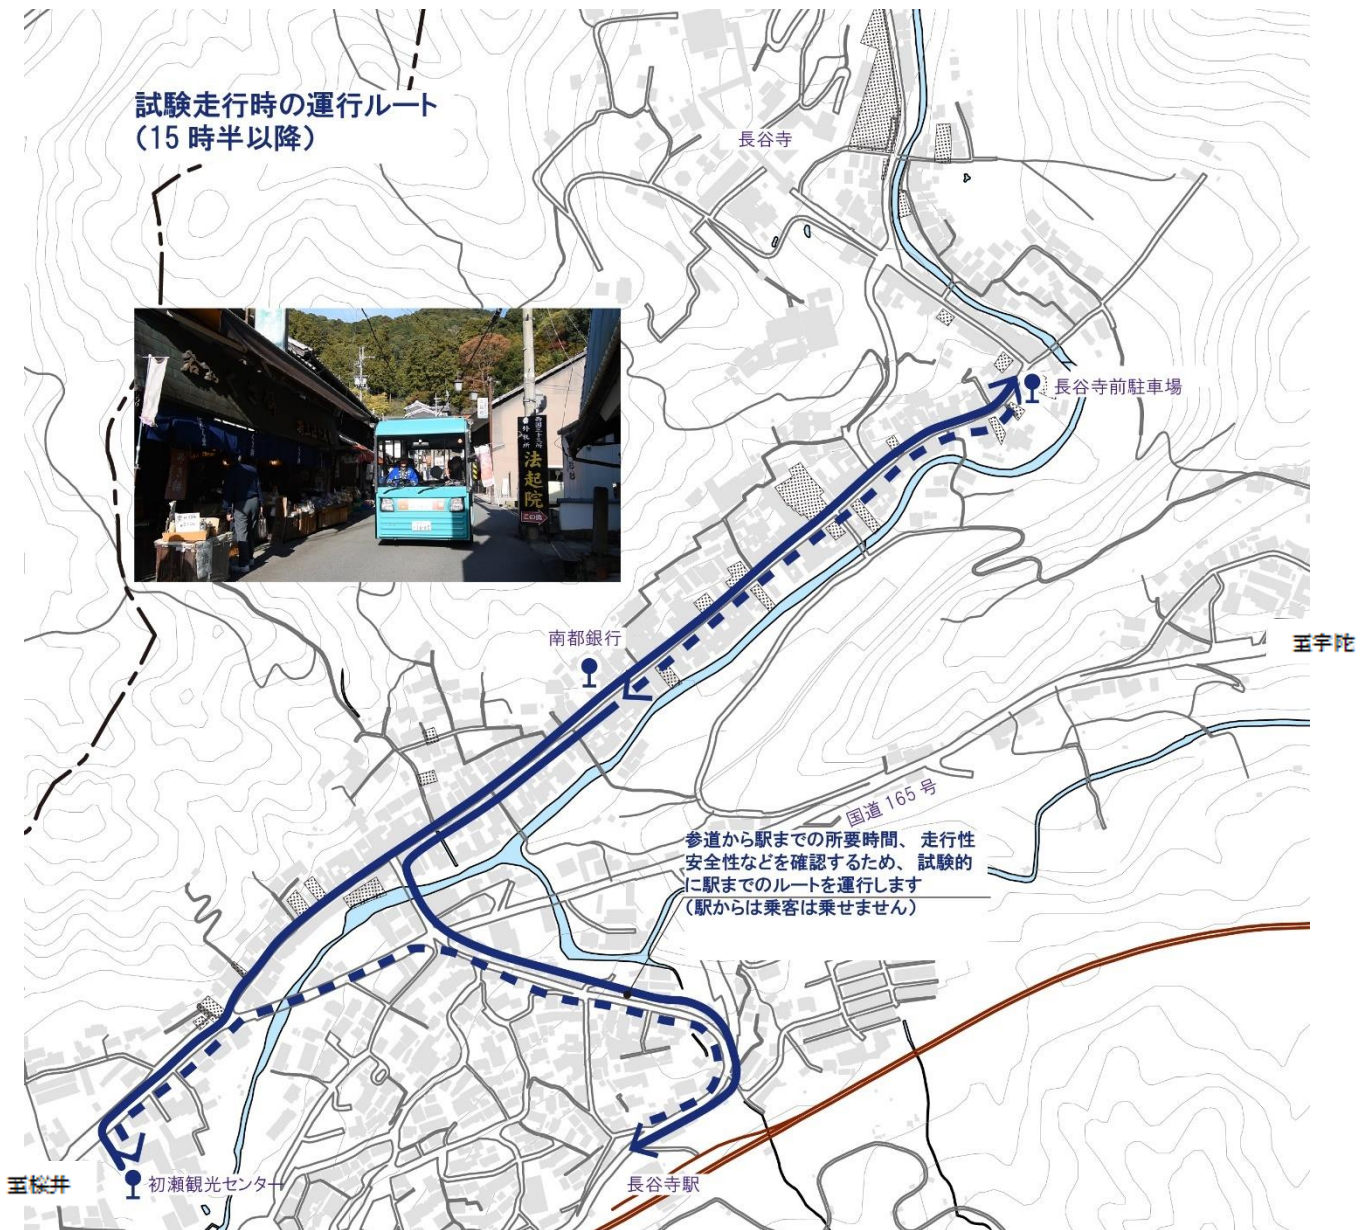 試験走行時の運行ルート
(15時半以降)
長谷寺
長谷寺前駐車場
法起院
この奥
南都銀行
至宇陀
国道165号
参道から駅までの所要時間、走行性
安全性などを確認するため、試験的
に駅までのルートを運行します
(駅からは乗客は乗せません)
至桜井
初瀬観光センター
長谷寺駅